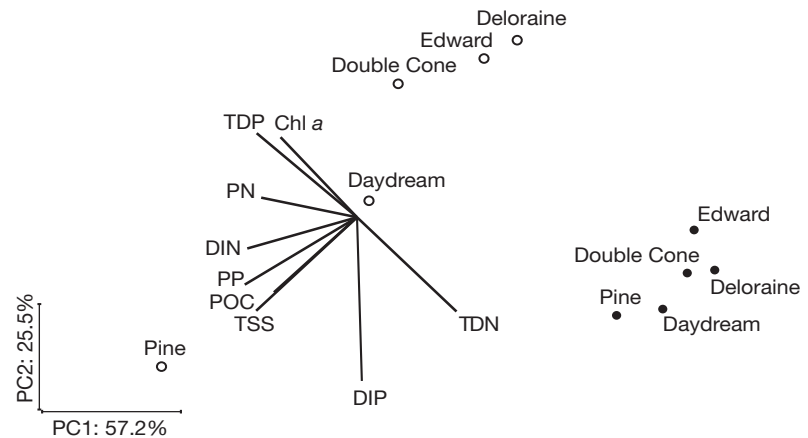 Deloraine
Edward
Double Cone
TDP Chl a
Daydream
PN
Edward
DIN
Double Cone
PP
Deloraine
POC
Pine
TSS
TDN
Daydream
Pine
PC2: 25.5%
DIP
PC1: 57.2%